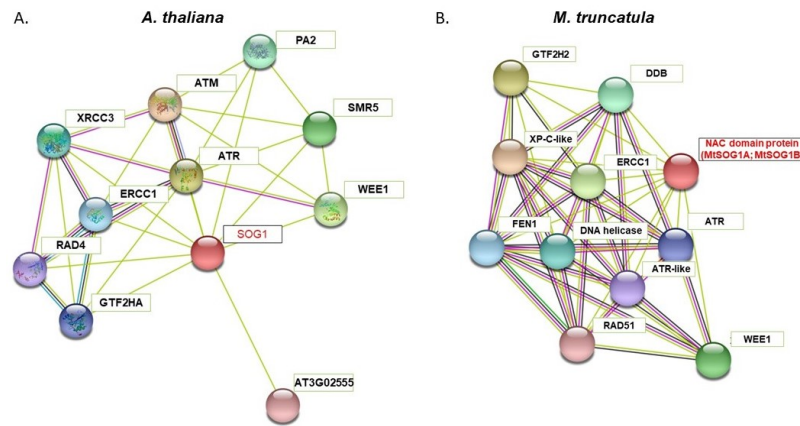 A.
A. thaliana
PA2
ATM
SMR5
XRCC3
ATR
WEE1
ERCC1
SOG1
RAD4
GTF2HA
AT3G02555
B.
M. truncatula
GTF2H2
DDB
XP-C-like
NAC domain protein
(MtSOG1A; MtSOG1B
ERCC1
FEN1
DNA helicase
ATR
ATR-like
RAD51
WEE1